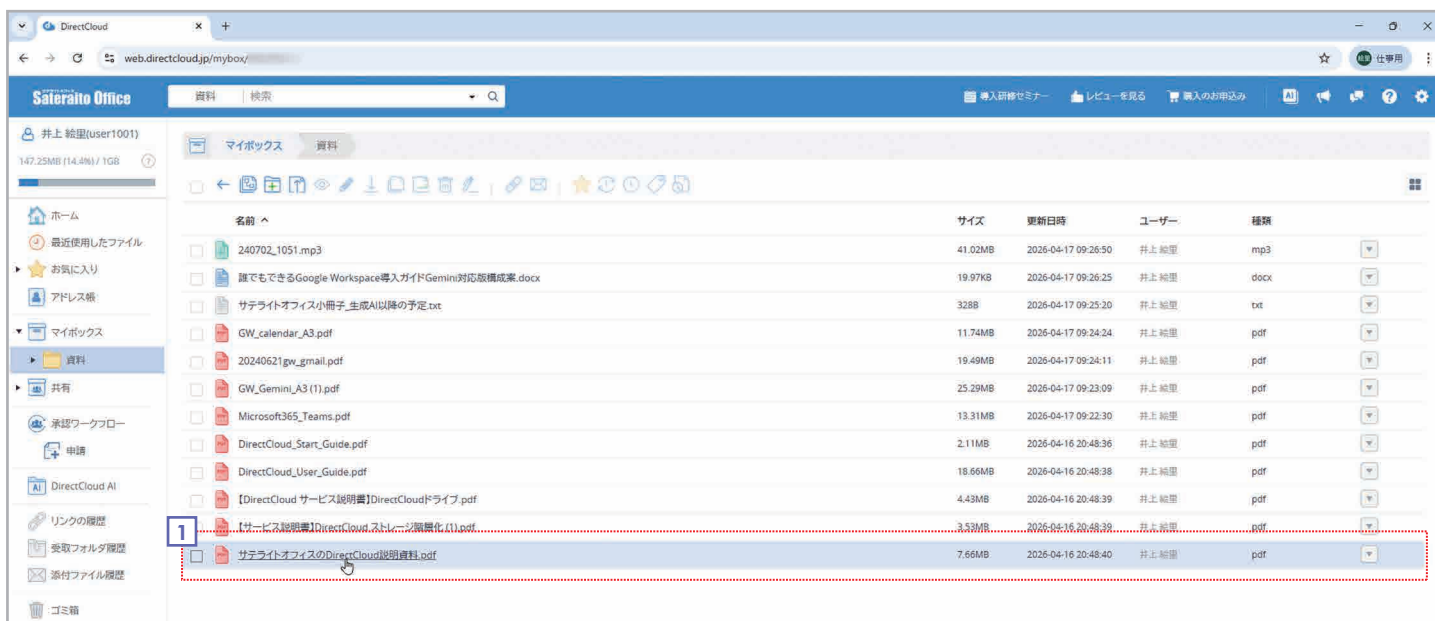 DirectCloud
web.directcloud.jp/mybox/
仕事用
サテライトオフィス
Sateraito Office
資料 検索
導入研修セミナー レビューを見る 購入のお申込み AI
井上 絵里(user1001)
147.25MB (14.4%) / 1GB
マイボックス 資料
ホーム
最近使用したファイル
お気に入り
アドレス帳
マイボックス
資料
共有
承認ワークフロー
申請
AI DirectCloud AI
リンクの履歴
受取フォルダ履歴
添付ファイル履歴
ゴミ箱
名前 サイズ 更新日時 ユーザー 種類
240702_1051.mp3 41.02MB 2026-04-17 09:26:50 井上 絵里 mp3
誰でもできるGoogle Workspace導入ガイドGemini対応版構成案.docx 19.97KB 2026-04-17 09:26:25 井上 絵里 docx
サテライトオフィス小冊子_生成AI以降の予定.txt 328B 2026-04-17 09:25:20 井上 絵里 txt
GW_calendar_A3.pdf 11.74MB 2026-04-17 09:24:24 井上 絵里 pdf
20240621gw_gmail.pdf 19.49MB 2026-04-17 09:24:11 井上 絵里 pdf
GW_Gemini_A3 (1).pdf 25.29MB 2026-04-17 09:23:09 井上 絵里 pdf
Microsoft365_Teams.pdf 13.31MB 2026-04-17 09:22:30 井上 絵里 pdf
DirectCloud_Start_Guide.pdf 2.11MB 2026-04-16 20:48:36 井上 絵里 pdf
DirectCloud_User_Guide.pdf 18.66MB 2026-04-16 20:48:38 井上 絵里 pdf
【DirectCloud サービス説明書】DirectCloudドライブ.pdf 4.43MB 2026-04-16 20:48:39 井上 絵里 pdf
【サービス説明書】DirectCloud ストレージ暗号化 (1).pdf 3.53MB 2026-04-16 20:48:39 井上 絵里 pdf
1
サテライトオフィスのDirectCloud説明資料.pdf 7.66MB 2026-04-16 20:48:40 井上 絵里 pdf